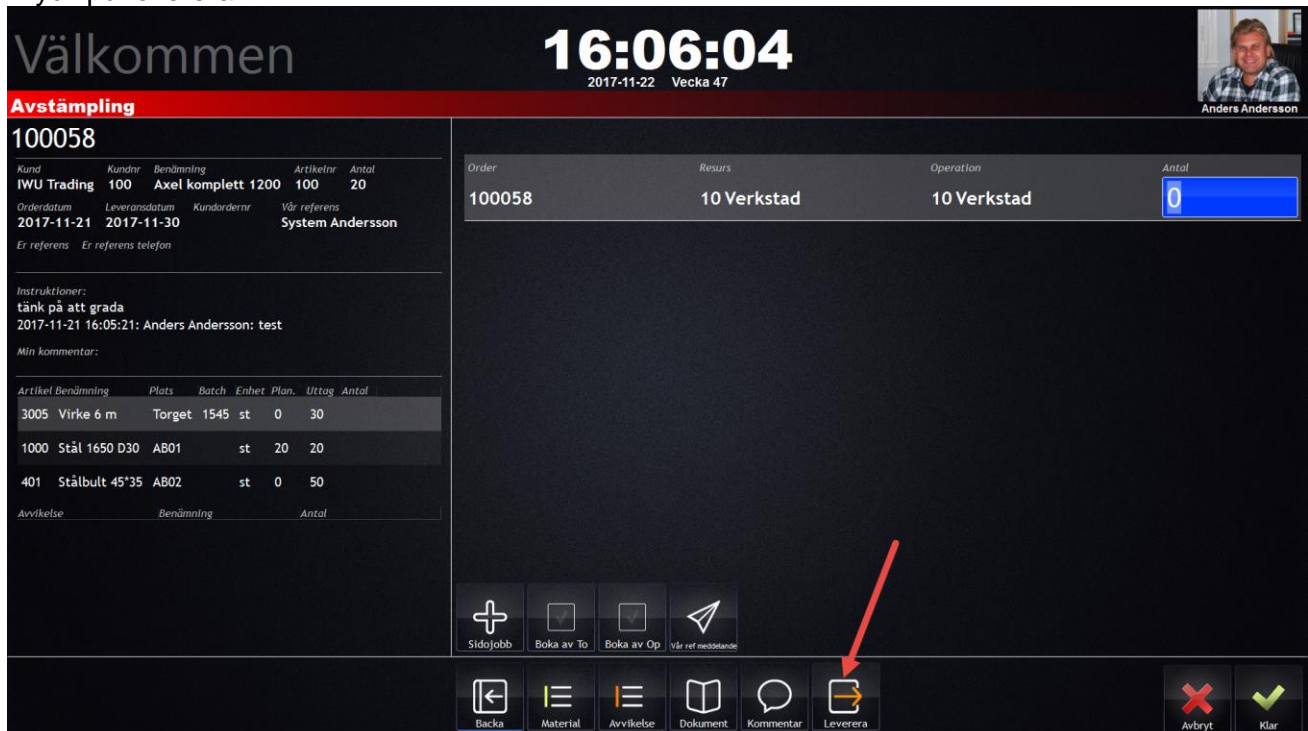 Välkommen
16:06:04
2017-11-22 Vecka 47
Anders Andersson
Avstämpling
100058
Kund Kundnr Benämning Artikelnr Antal
IWU Trading 100 Axel komplett 1200 100 20
Orderdatum Leveransdatum Kundordernr Vår referens
2017-11-21 2017-11-30 System Andersson
Er referens Er referens telefon
Instruktioner:
tänk på att grada
2017-11-21 16:05:21: Anders Andersson: test
Min kommentar:
Artikel Benämning Plats Batch Enhet Plan. Uttag Antal
3005 Virke 6 m Torget 1545 st 0 30
1000 Stål 1650 D30 AB01 st 20 20
401 Stålbult 45*35 AB02 st 0 50
Avvikelse Benämning Antal
Order Resurs Operation Antal
100058 10 Verkstad 10 Verkstad 0
Sidojobb Boka av To Boka av Op Vår ref meddelande
Backa Material Avvikelse Dokument Kommentar Leverera Avbryt Klar